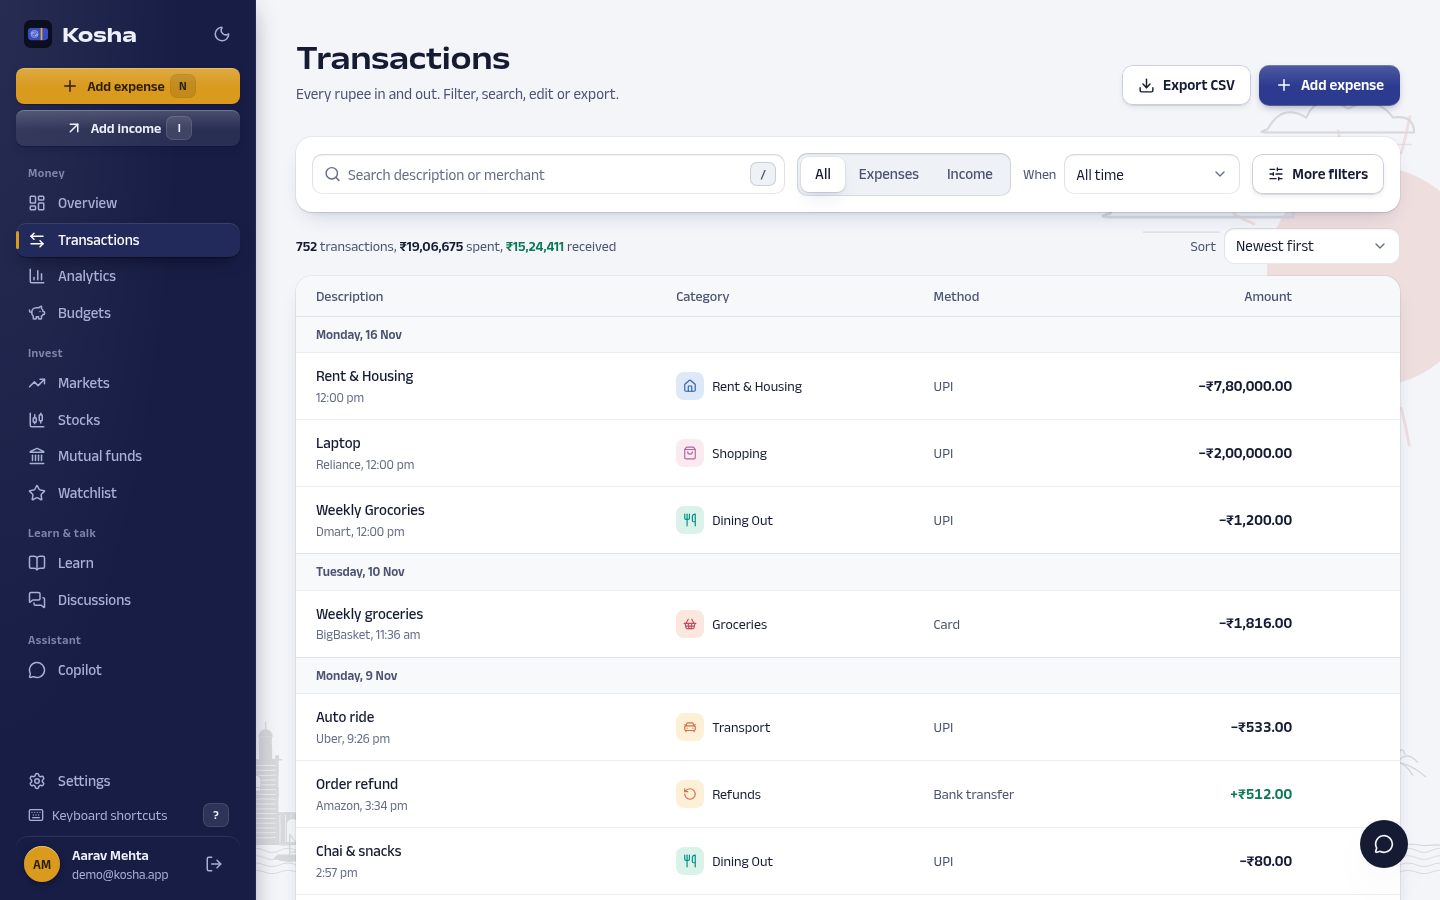 Kosha
Add expense N
Add income I
Money
Overview
Transactions
Analytics
Budgets
Invest
Markets
Stocks
Mutual funds
Watchlist
Learn & talk
Learn
Discussions
Assistant
Copilot
Settings
Keyboard shortcuts ?
AM Aarav Mehta
demo@kosha.app
Transactions
Every rupee in and out. Filter, search, edit or export.
Export CSV Add expense
Search description or merchant / All Expenses Income When All time More filters
752 transactions, ₹19,06,675 spent, ₹15,24,411 received Sort Newest first
Description Category Method Amount
Monday, 16 Nov
Rent & Housing Rent & Housing UPI −₹7,80,000.00
12:00 pm
Laptop Shopping UPI −₹2,00,000.00
Reliance, 12:00 pm
Weekly Grocories Dining Out UPI −₹1,200.00
Dmart, 12:00 pm
Tuesday, 10 Nov
Weekly groceries Groceries Card −₹1,816.00
BigBasket, 11:36 am
Monday, 9 Nov
Auto ride Transport UPI −₹533.00
Uber, 9:26 pm
Order refund Refunds Bank transfer +₹512.00
Amazon, 3:34 pm
Chai & snacks Dining Out UPI −₹80.00
2:57 pm